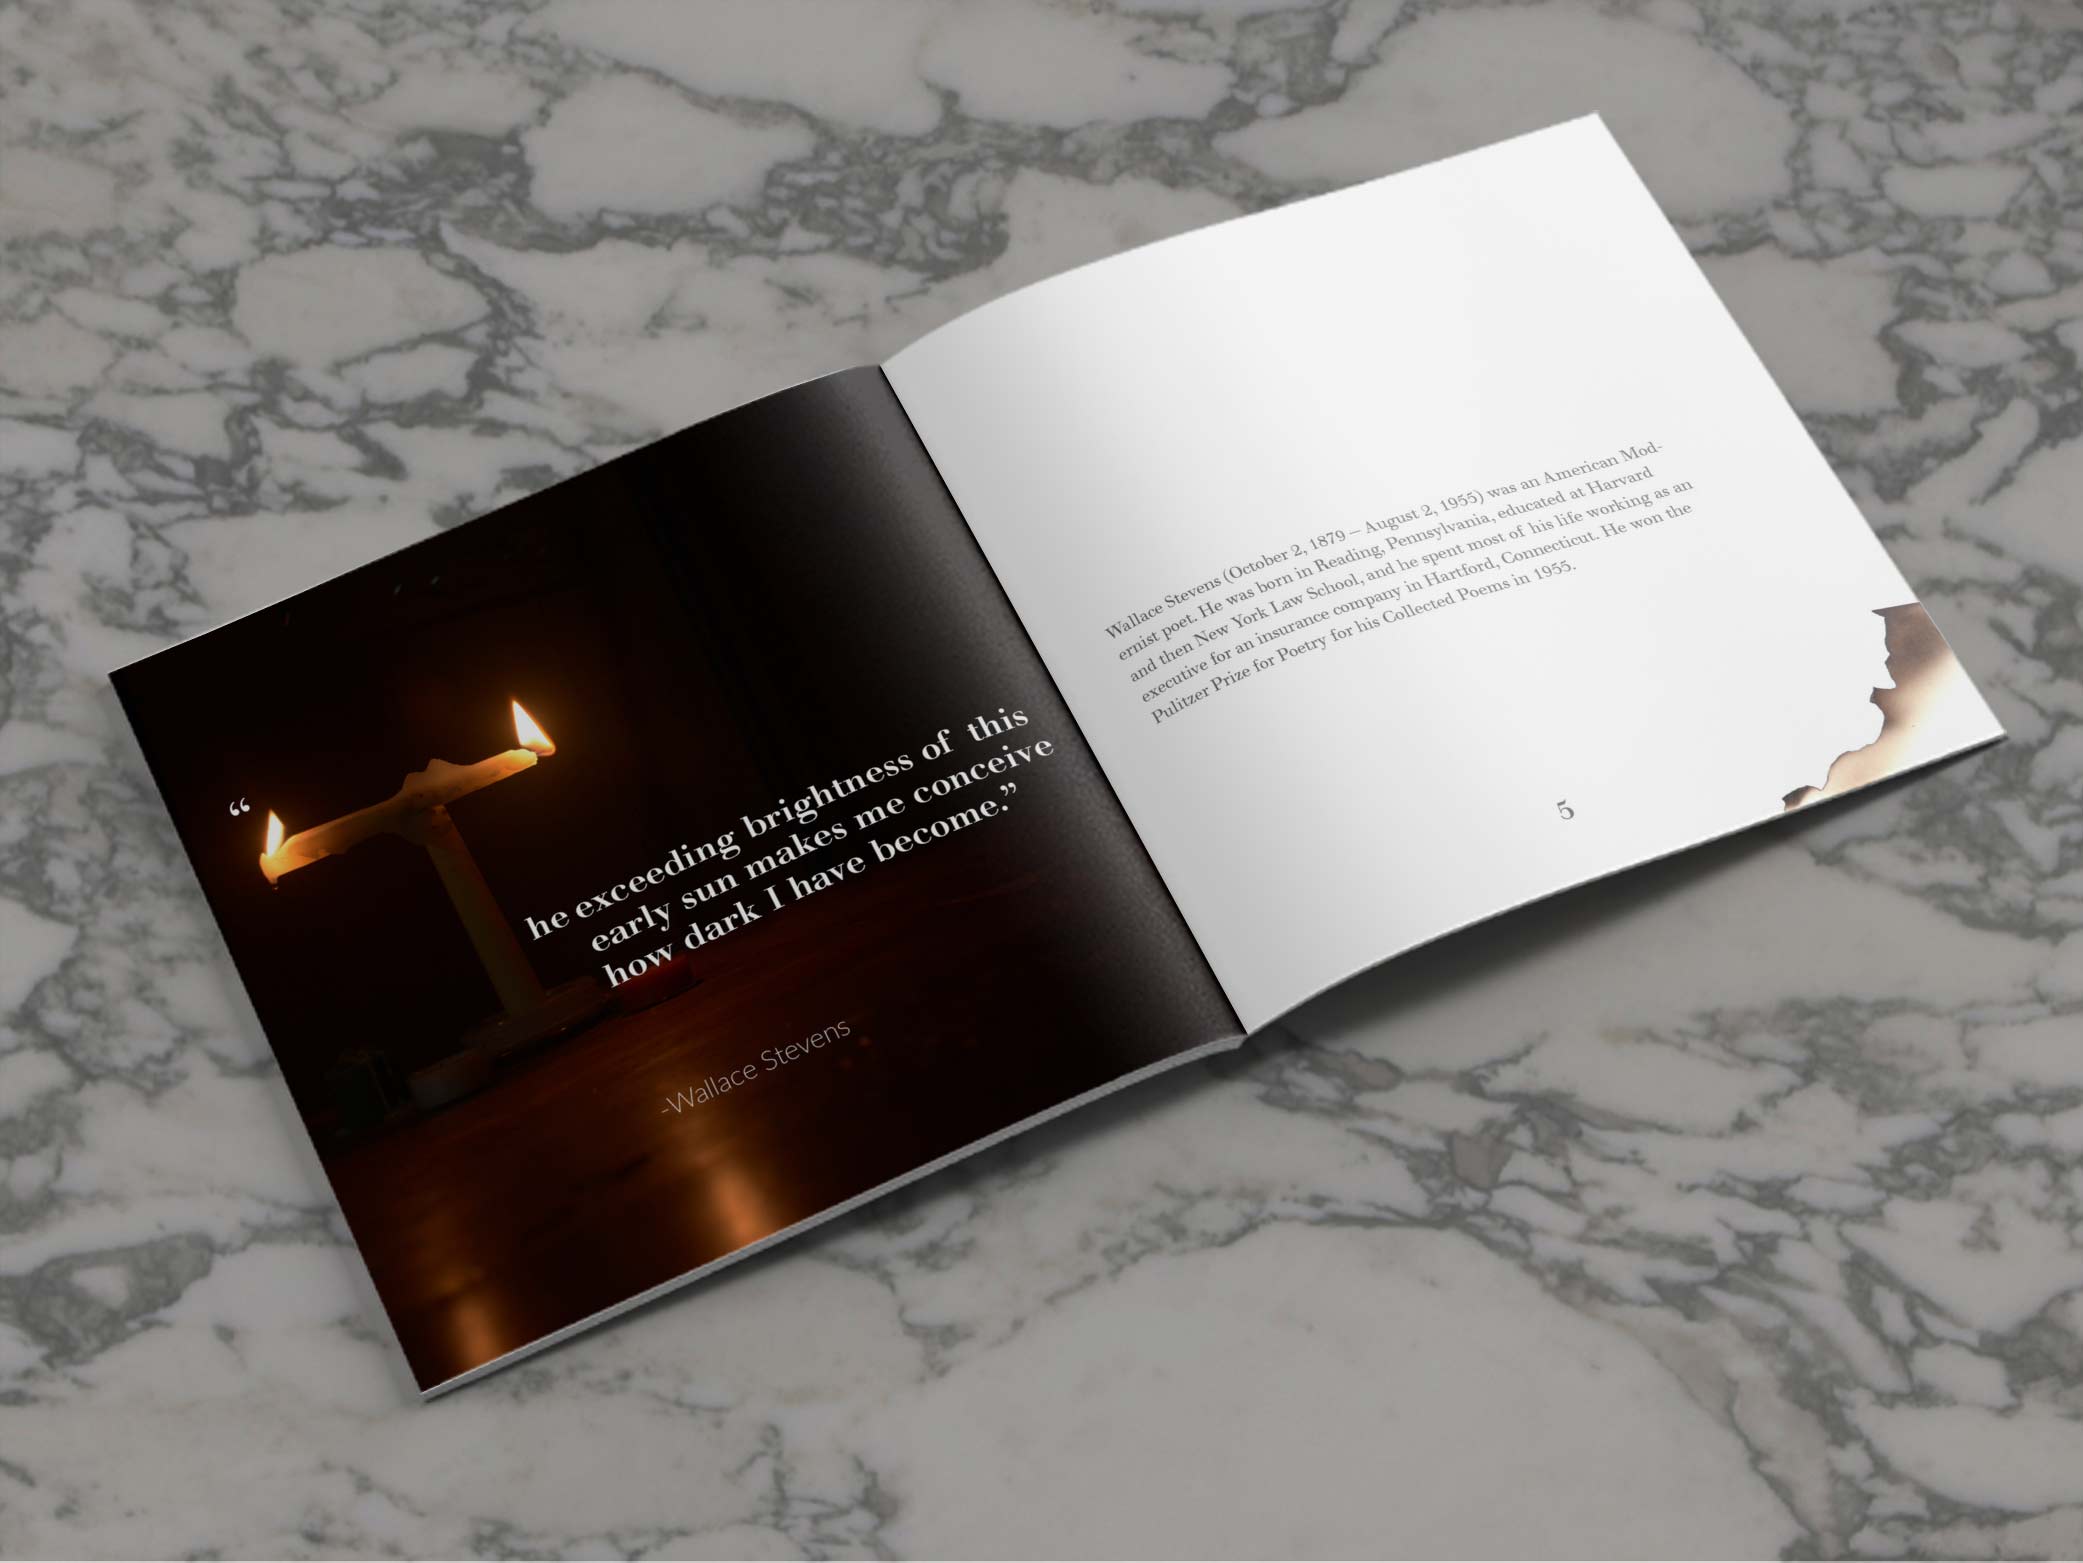 “
he exceeding brightness of this
early sun makes me conceive
how dark I have become.”
-Wallace Stevens
Wallace Stevens (October 2, 1879 – August 2, 1955) was an American Mod-
ernist poet. He was born in Reading, Pennsylvania, educated at Harvard
and then New York Law School, and he spent most of his life working as an
executive for an insurance company in Hartford, Connecticut. He won the
Pulitzer Prize for Poetry for his Collected Poems in 1955.
5